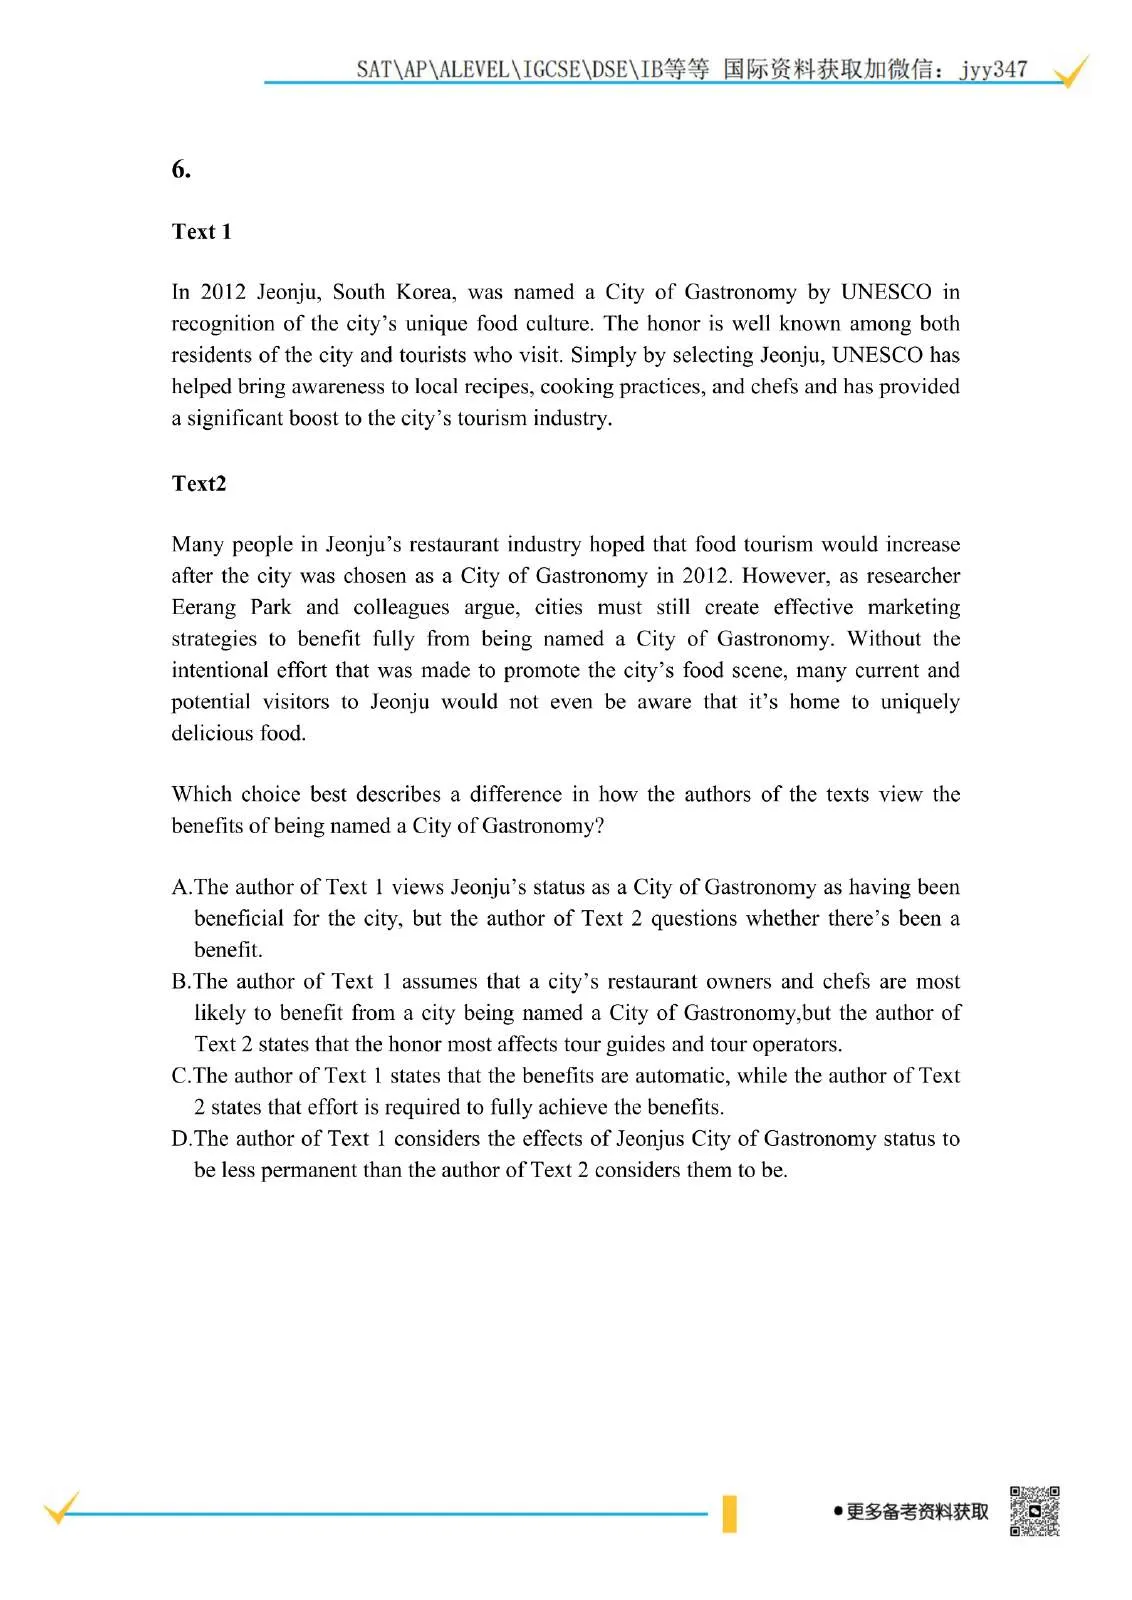 SAT\AP\ALEVEL\IGCSE\DSE\IB等等 国际资料获取加微信：jyy347
6.
Text 1
In 2012 Jeonju, South Korea, was named a City of Gastronomy by UNESCO in
recognition of the city’s unique food culture. The honor is well known among both
residents of the city and tourists who visit. Simply by selecting Jeonju, UNESCO has
helped bring awareness to local recipes, cooking practices, and chefs and has provided
a significant boost to the city’s tourism industry.
Text2
Many people in Jeonju’s restaurant industry hoped that food tourism would increase
after the city was chosen as a City of Gastronomy in 2012. However, as researcher
Eerang Park and colleagues argue, cities must still create effective marketing
strategies to benefit fully from being named a City of Gastronomy. Without the
intentional effort that was made to promote the city’s food scene, many current and
potential visitors to Jeonju would not even be aware that it’s home to uniquely
delicious food.
Which choice best describes a difference in how the authors of the texts view the
benefits of being named a City of Gastronomy?
A.The author of Text 1 views Jeonju’s status as a City of Gastronomy as having been
beneficial for the city, but the author of Text 2 questions whether there’s been a
benefit.
B.The author of Text 1 assumes that a city’s restaurant owners and chefs are most
likely to benefit from a city being named a City of Gastronomy,but the author of
Text 2 states that the honor most affects tour guides and tour operators.
C.The author of Text 1 states that the benefits are automatic, while the author of Text
2 states that effort is required to fully achieve the benefits.
D.The author of Text 1 considers the effects of Jeonjus City of Gastronomy status to
be less permanent than the author of Text 2 considers them to be.
•更多备考资料获取